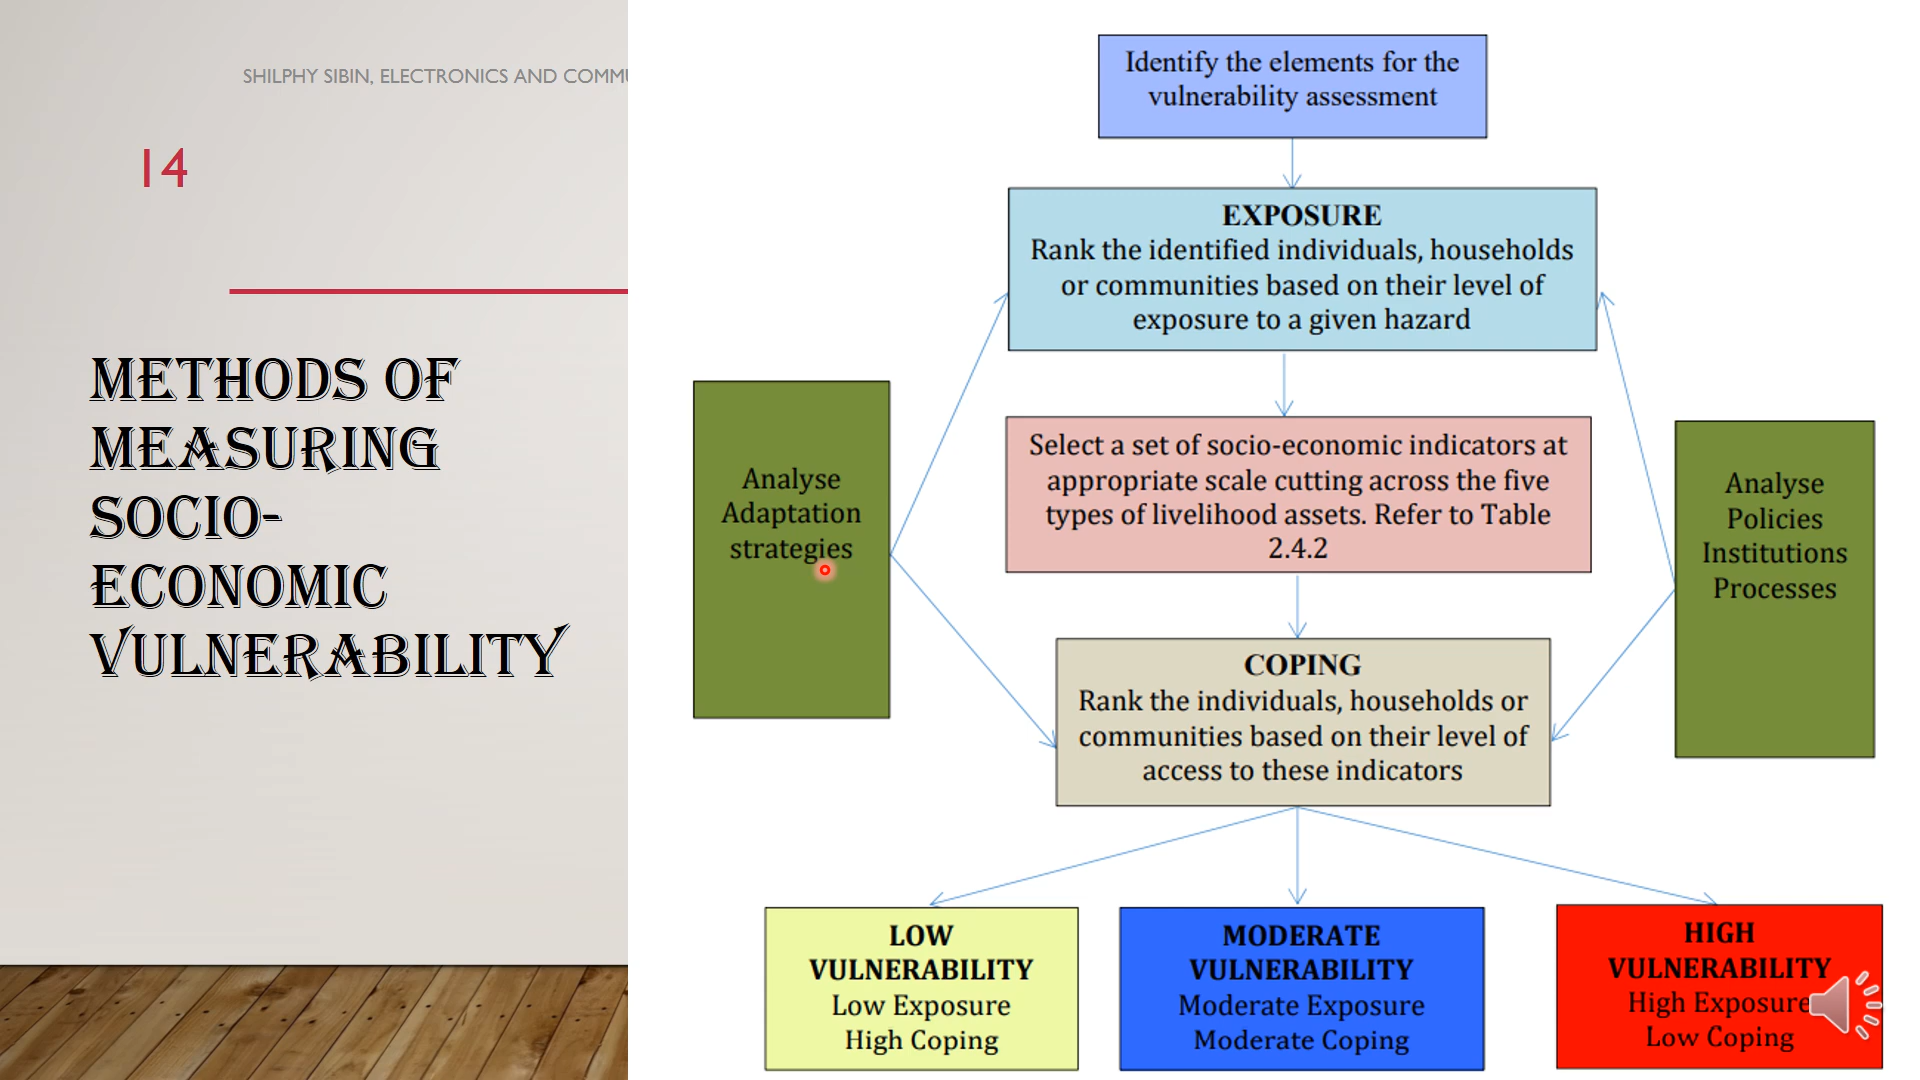 SHILPHY SIBIN, ELECTRONICS AND
14
METHODS OF
MEASURING
SOCIO-
ECONOMIC
VULNERABILITY
Identify the elements for the
vulnerability assessment
EXPOSURE
Rank the identified individuals, households
or communities based on their level of
exposure to a given hazard
Analyse
Adaptation
strategies
Select a set of socio-economic indicators at
appropriate scale cutting across the five
types of livelihood assets. Refer to Table
2.4.2
Analyse
Policies
Institutions
Processes
COPING
Rank the individuals, households or
communities based on their level of
access to these indicators
LOW
VULNERABILITY
Low Exposure
High Coping
MODERATE
VULNERABILITY
Moderate Exposure
Moderate Coping
HIGH
VULNERABILITY
High Exposure
Low Coping